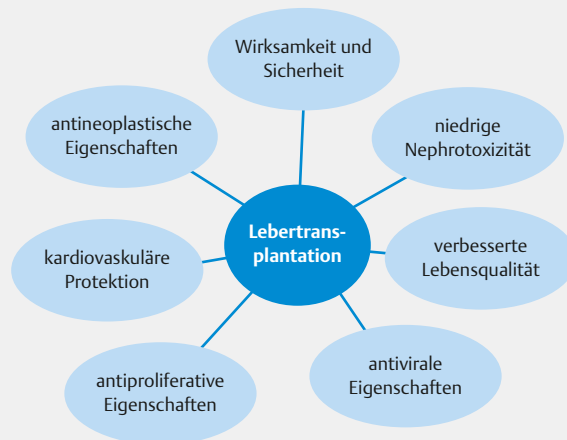 Wirksamkeit und
Sicherheit
antineoplastische
Eigenschaften
niedrige
Nephrotoxizität
Lebertrans-
plantation
kardiovaskuläre
Protektion
verbesserte
Lebensqualität
antiproliferative
Eigenschaften
antivirale
Eigenschaften